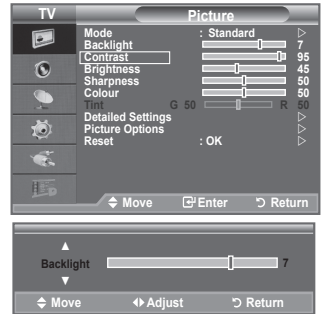 TV Picture
Mode : Standard
Backlight 7
Contrast 95
Brightness 45
Sharpness 50
Colour 50
Tint G 50 R 50
Detailed Settings
Picture Options
Reset : OK
Move Enter Return
Backlight 7
Move Adjust Return